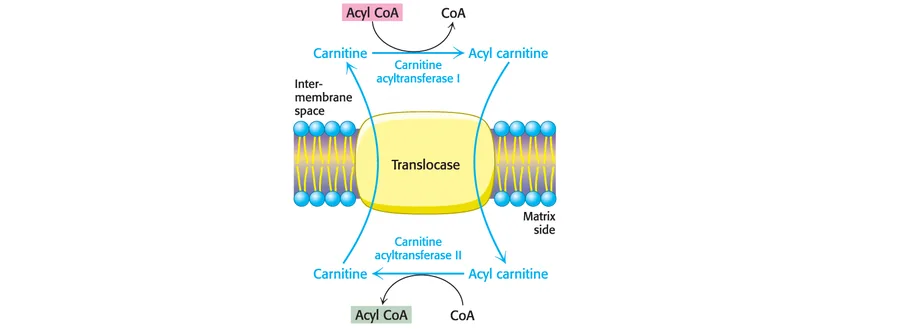 Acyl CoA
CoA
Carnitine
Acyl carnitine
Carnitine
acyltransferase I
Inter-
membrane
space
Translocase
Matrix
side
Carnitine
acyltransferase II
Carnitine
Acyl carnitine
Acyl CoA
CoA